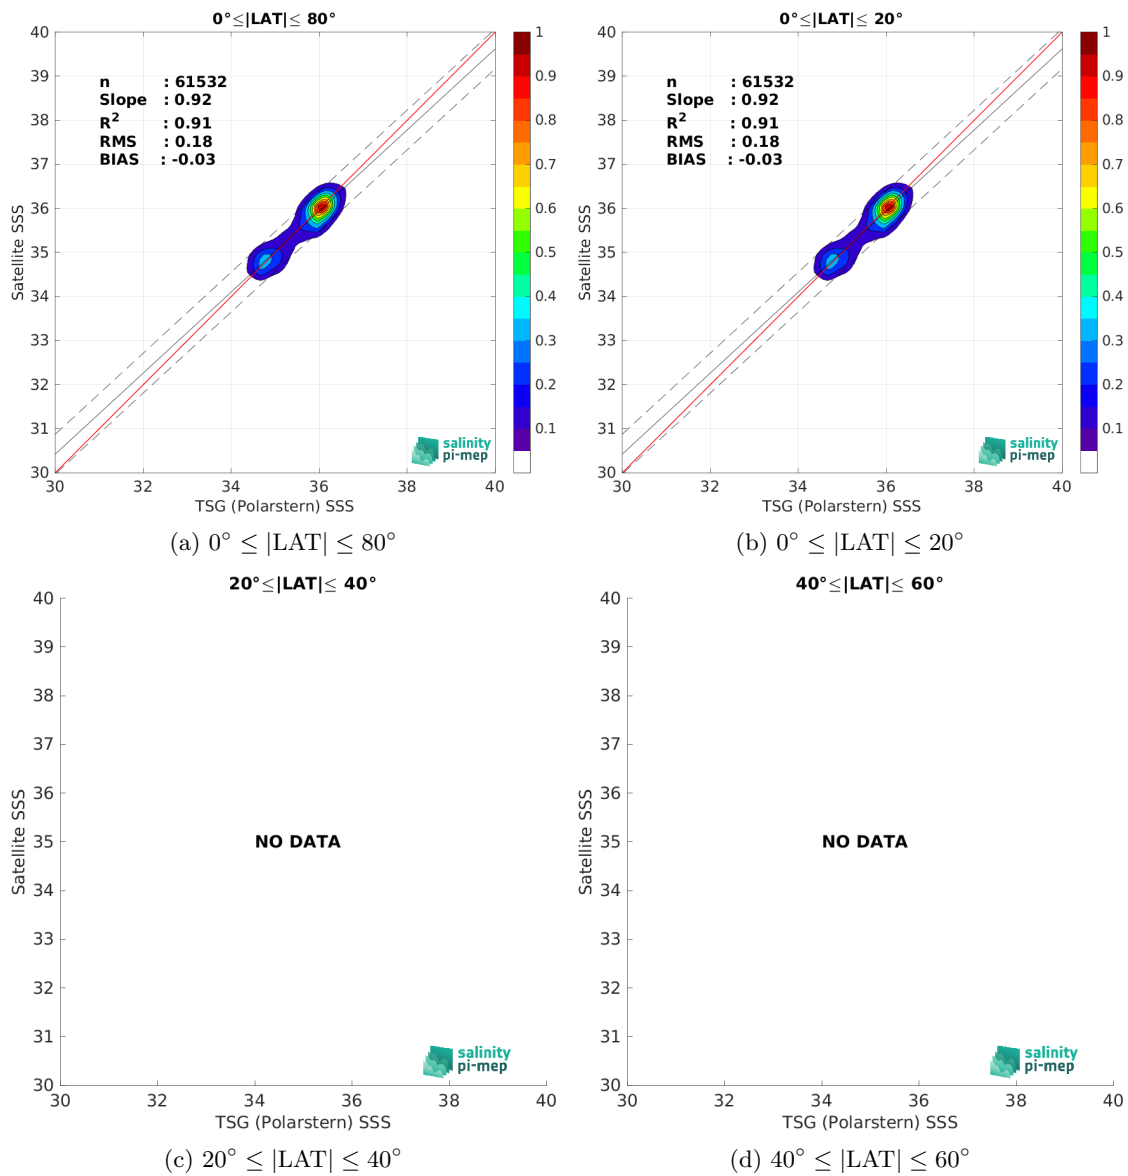 0°≤|LAT|≤ 80°
40
39
38
37
36
35
34
33
32
31
30
Satellite SSS
n : 61532
Slope : 0.92
R2 : 0.91
RMS : 0.18
BIAS : -0.03
1
0.9
0.8
0.7
0.6
0.5
0.4
0.3
0.2
0.1
salinity
pi-mep
30 32 34 36 38 40
TSG (Polarstern) SSS
(a) 0° ≤ |LAT| ≤ 80°
0°≤|LAT|≤ 20°
40
39
38
37
36
35
34
33
32
31
30
Satellite SSS
n : 61532
Slope : 0.92
R2 : 0.91
RMS : 0.18
BIAS : -0.03
1
0.9
0.8
0.7
0.6
0.5
0.4
0.3
0.2
0.1
salinity
pi-mep
30 32 34 36 38 40
TSG (Polarstern) SSS
(b) 0° ≤ |LAT| ≤ 20°
20°≤|LAT|≤ 40°
40
39
38
37
36
35
34
33
32
31
30
Satellite SSS
NO DATA
salinity
pi-mep
30 32 34 36 38 40
TSG (Polarstern) SSS
(c) 20° ≤ |LAT| ≤ 40°
40°≤|LAT|≤ 60°
40
39
38
37
36
35
34
33
32
31
30
Satellite SSS
NO DATA
salinity
pi-mep
30 32 34 36 38 40
TSG (Polarstern) SSS
(d) 40° ≤ |LAT| ≤ 60°